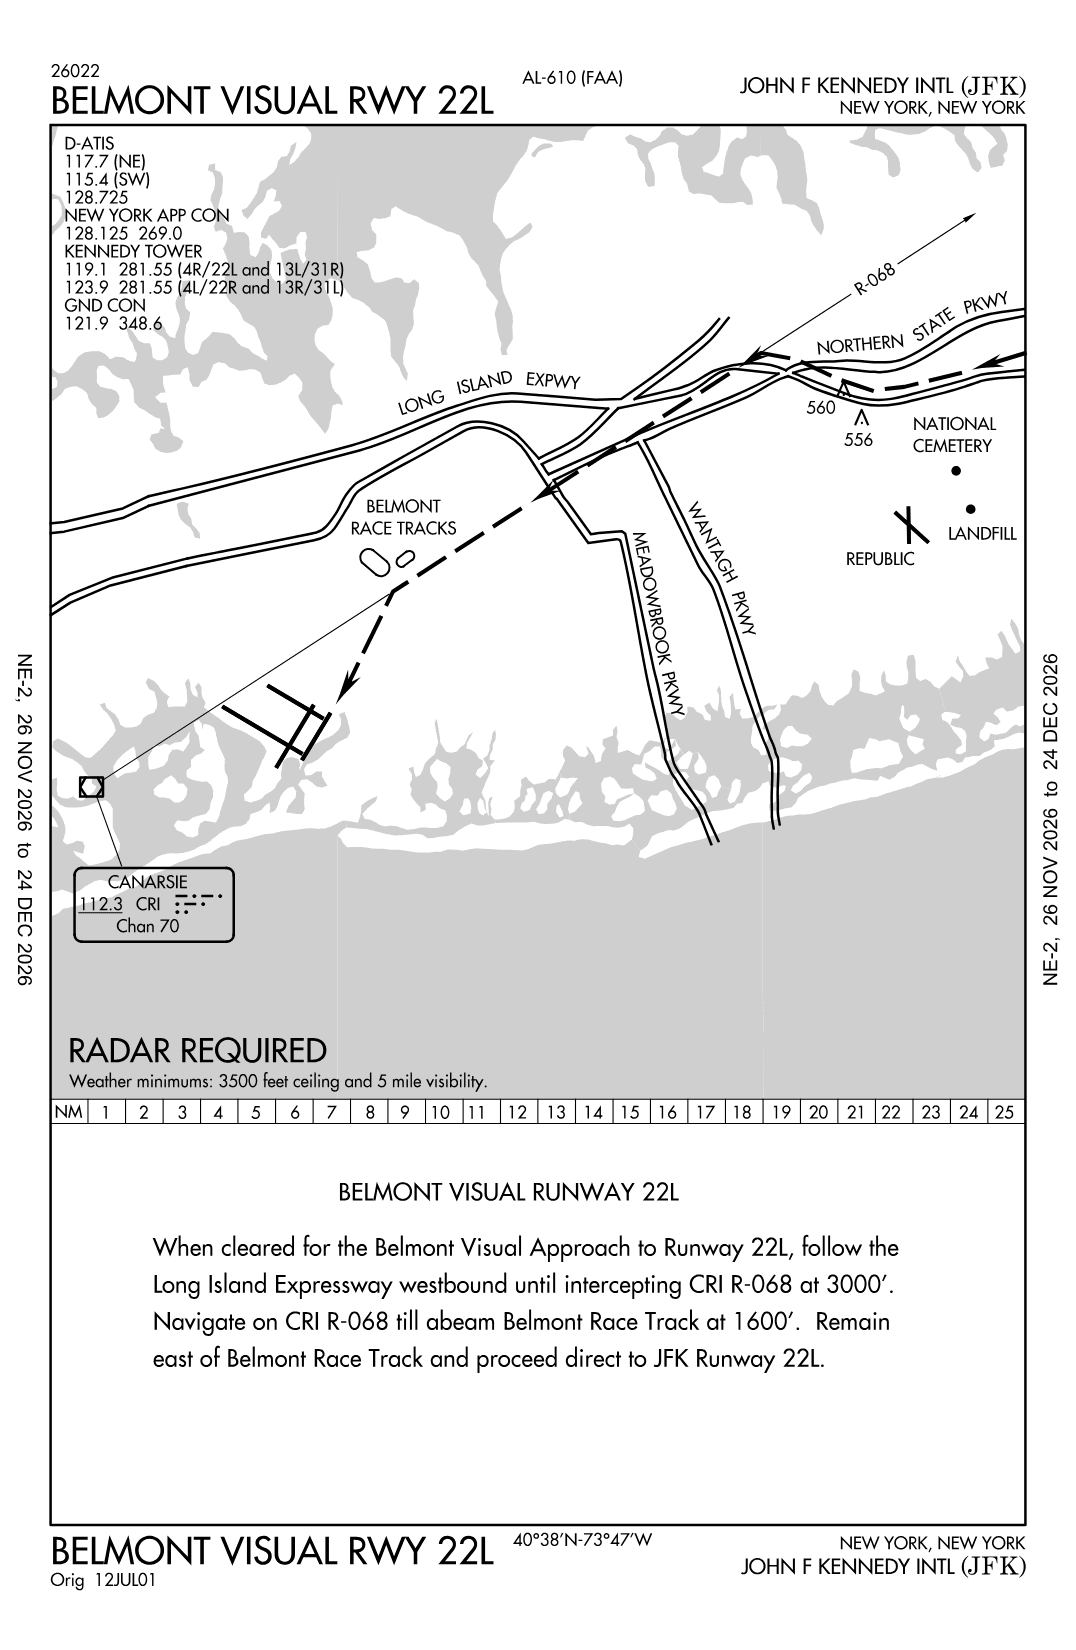 26022
BELMONT VISUAL RWY 22L
AL-610 (FAA)
JOHN F KENNEDY INTL (JFK)
NEW YORK, NEW YORK
D-ATIS
117.7 (NE)
115.4 (SW)
128.725
NEW YORK APP CON
128.125 269.0
KENNEDY TOWER
119.1 281.55 (4R/22L and 13L/31R)
123.9 281.55 (4L/22R and 13R/31L)
GND CON
121.9 348.6
R-068
NORTHERN STATE PKWY
LONG ISLAND EXPWY
560
556
NATIONAL
CEMETERY
LANDFILL
REPUBLIC
BELMONT
RACE TRACKS
WANTAGH PKWY
MEADOWBROOK PKWY
CANARSIE
112.3 CRI
Chan 70
NE-2, 26 NOV 2026 to 24 DEC 2026
NE-2, 26 NOV 2026 to 24 DEC 2026
RADAR REQUIRED
Weather minimums: 3500 feet ceiling and 5 mile visibility.
NM 1 2 3 4 5 6 7 8 9 10 11 12 13 14 15 16 17 18 19 20 21 22 23 24 25
BELMONT VISUAL RUNWAY 22L
When cleared for the Belmont Visual Approach to Runway 22L, follow the
Long Island Expressway westbound until intercepting CRI R-068 at 3000’.
Navigate on CRI R-068 till abeam Belmont Race Track at 1600’. Remain
east of Belmont Race Track and proceed direct to JFK Runway 22L.
BELMONT VISUAL RWY 22L
Orig 12JUL01
40°38’N-73°47’W
NEW YORK, NEW YORK
JOHN F KENNEDY INTL (JFK)